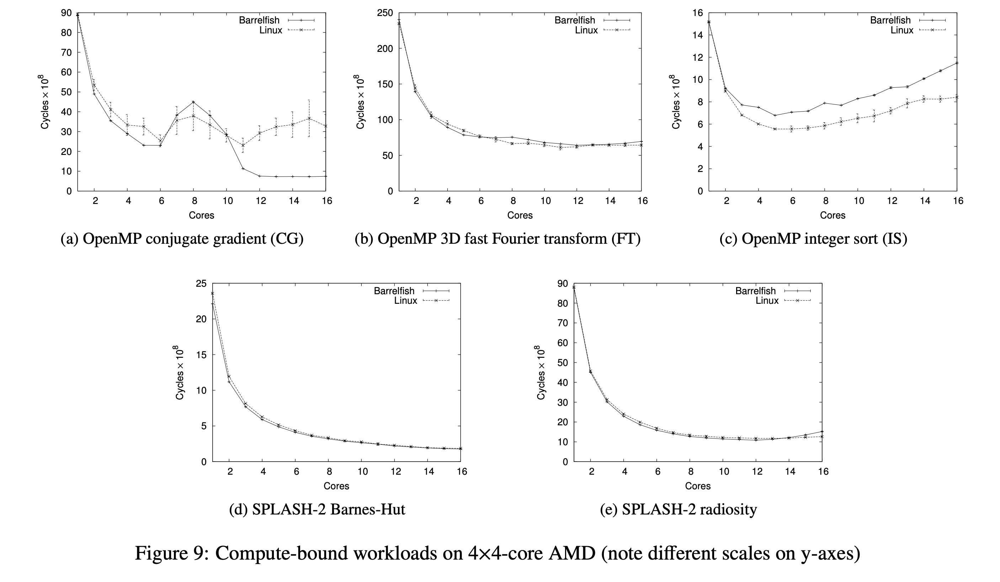 90
80
70
60
50
40
30
20
10
0
Cycles × 10^8
Barrelfish
Linux
2 4 6 8 10 12 14 16
Cores
(a) OpenMP conjugate gradient (CG)
250
200
150
100
50
0
Cycles × 10^8
Barrelfish
Linux
2 4 6 8 10 12 14 16
Cores
(b) OpenMP 3D fast Fourier transform (FT)
16
14
12
10
8
6
4
2
0
Cycles × 10^8
Barrelfish
Linux
2 4 6 8 10 12 14 16
Cores
(c) OpenMP integer sort (IS)
25
20
15
10
5
0
Cycles × 10^8
Barrelfish
Linux
2 4 6 8 10 12 14 16
Cores
(d) SPLASH-2 Barnes-Hut
90
80
70
60
50
40
30
20
10
0
Cycles × 10^8
Barrelfish
Linux
2 4 6 8 10 12 14 16
Cores
(e) SPLASH-2 radiosity
Figure 9: Compute-bound workloads on 4×4-core AMD (note different scales on y-axes)